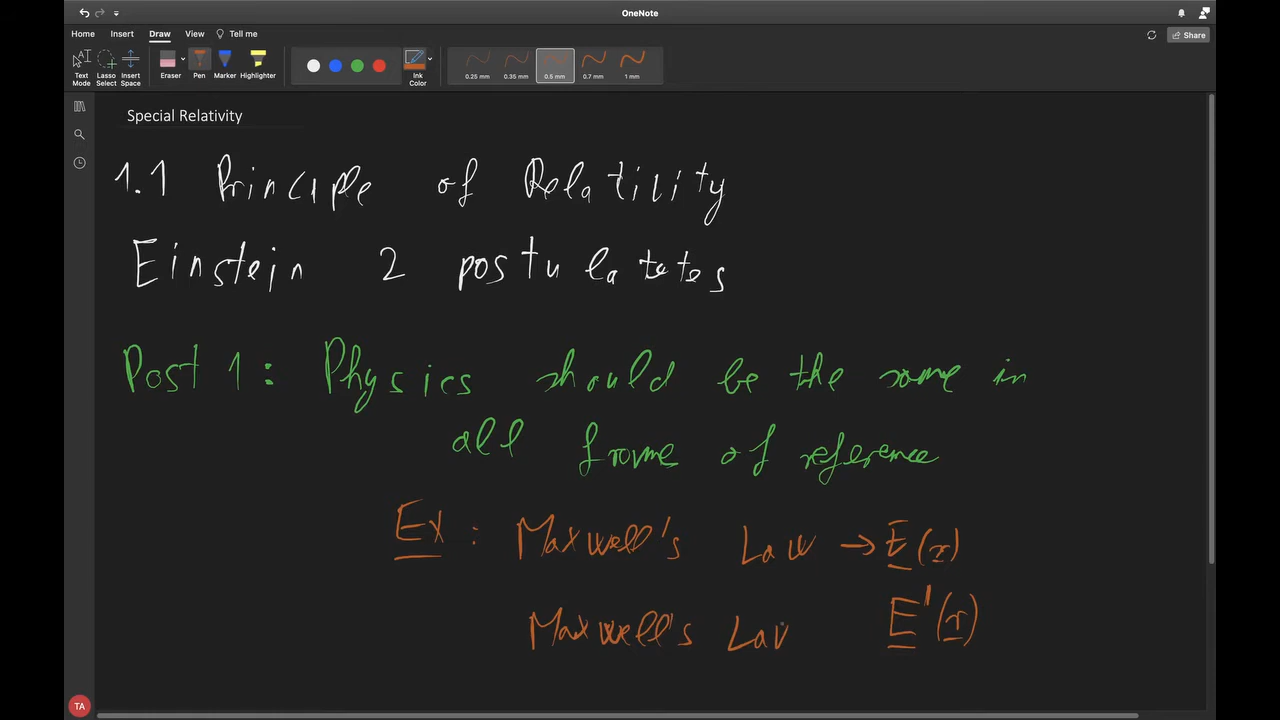 OneNote
Home Insert Draw View Tell me
Share
Text Mode Lasso Select Insert Space Eraser Pen Marker Highlighter Ink Color 0.25 mm 0.35 mm 0.5 mm 0.7 mm 1 mm
Special Relativity
1.1 Principle of Relatility
Einstein 2 postulatetes
Post 1: Physics should be the same in
all frame of reference
Ex: Maxwell's Law → E(r)
Maxwell's Law E'(r)
TA